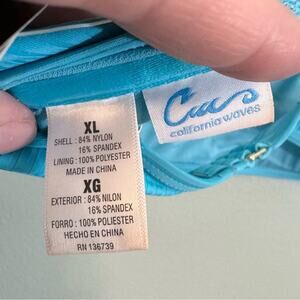 XL
SHELL : 84% NYLON
16% SPANDEX
LINING : 100% POLYESTER
MADE IN CHINA
XG
EXTERIOR : 84% NILON
16% SPANDEX
FORRO : 100% POLIESTER
HECHO EN CHINA
RN 136739
california waves